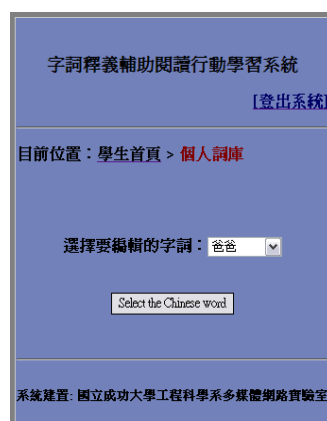 字詞釋義輔助閱讀行動學習系統
[登出系統]
目前位置：學生首頁 > 個人詞庫
選擇要編輯的字詞：爸爸
Select the Chinese word
系統建置: 國立成功大學工程科學系多媒體網路實驗室